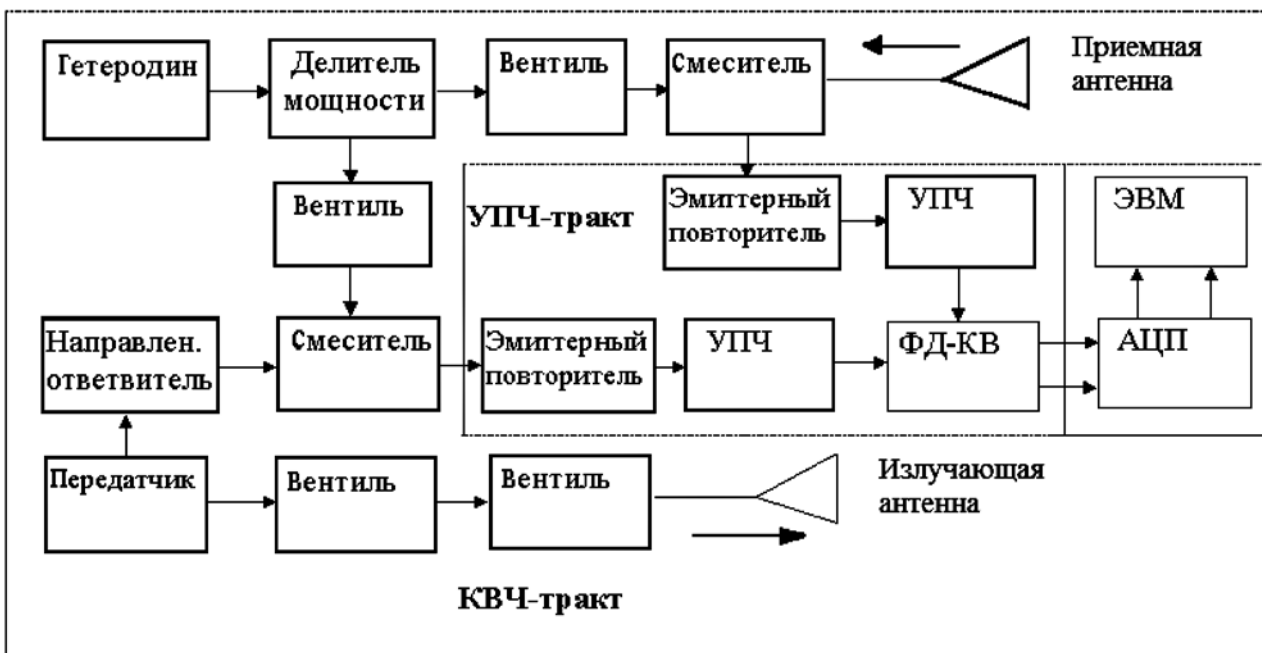 Гетеродин
Делитель
мощности
Вентиль
Смеситель
Приемная
антенна
Вентиль
УПЧ-тракт
Эмиттерный
повторитель
УПЧ
ЭВМ
Направлен.
ответвитель
Смеситель
Эмиттерный
повторитель
УПЧ
ФД-КВ
АЦП
Передатчик
Вентиль
Вентиль
Излучающая
антенна
КВЧ-тракт